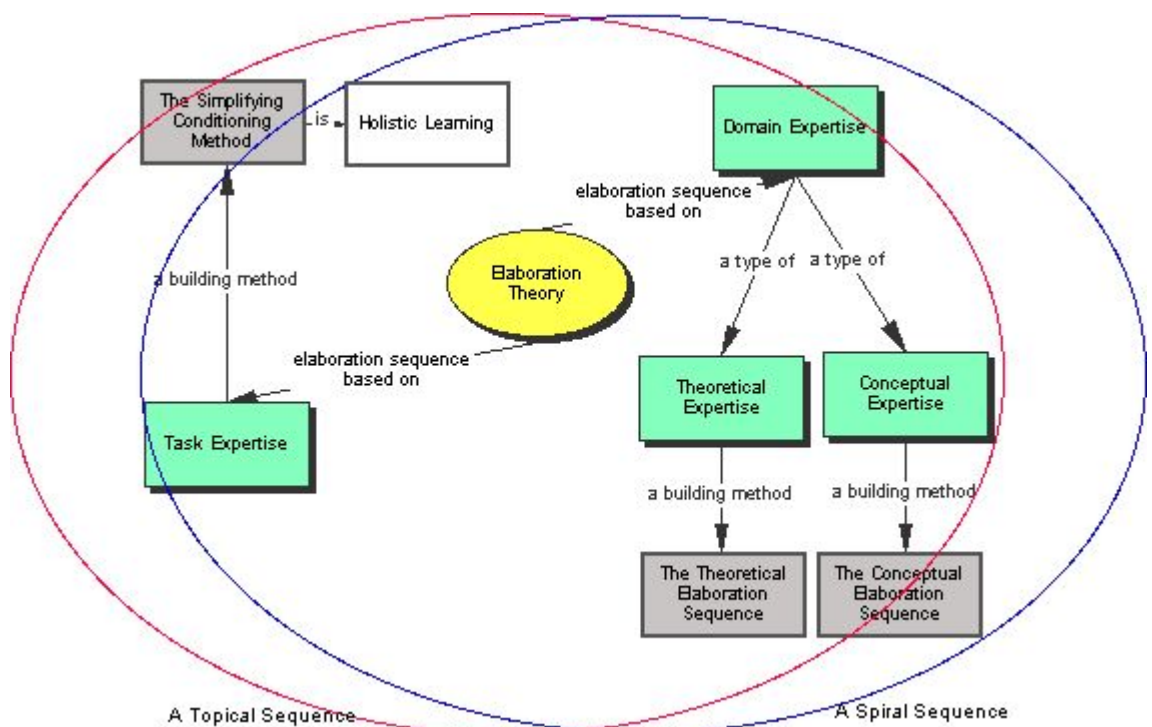 The Simplifying
Conditioning
Method
is
Holistic Learning
Domain Expertise
elaboration sequence
based on
Elaboration
Theory
a type of
a type of
a building method
elaboration sequence
based on
Theoretical
Expertise
Conceptual
Expertise
Task Expertise
a building method
a building method
The Theoretical
Elaboration
Sequence
The Conceptual
Elaboration
Sequence
A Topical Sequence
A Spiral Sequence